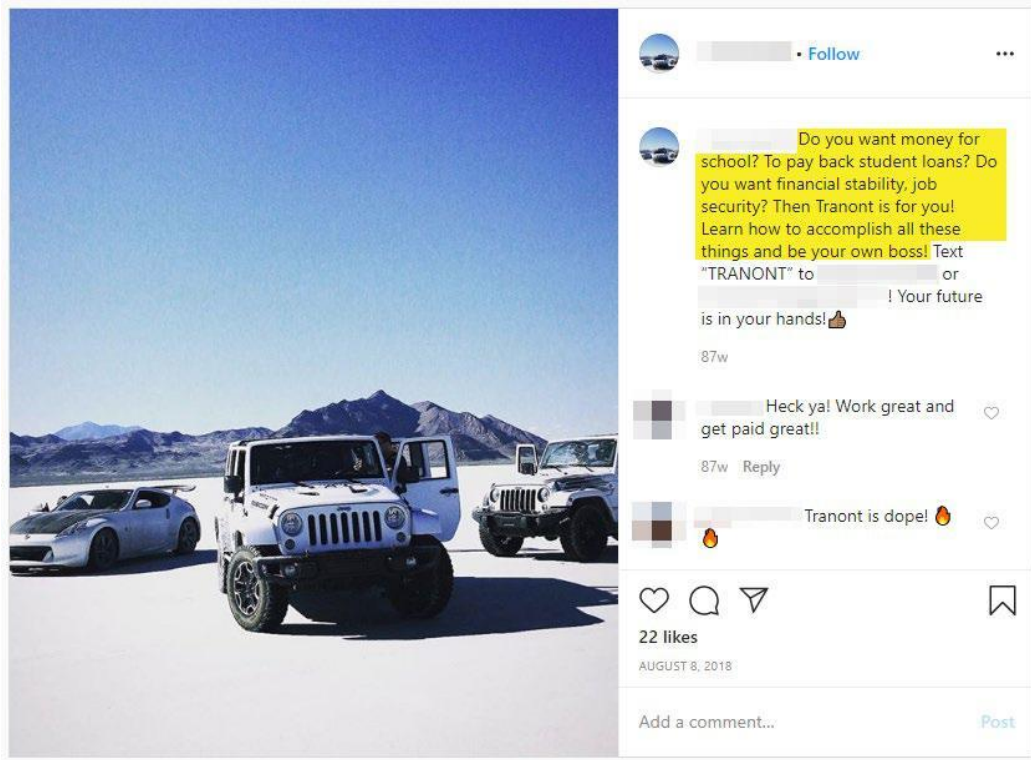 • Follow
Do you want money for
school? To pay back student loans? Do
you want financial stability, job
security? Then Tranont is for you!
Learn how to accomplish all these
things and be your own boss! Text
"TRANONT" to or
! Your future
is in your hands!👍🏽
87w
Heck ya! Work great and
get paid great!!
87w Reply
Tranont is dope! 🔥
🔥
22 likes
AUGUST 8, 2018
Add a comment... Post